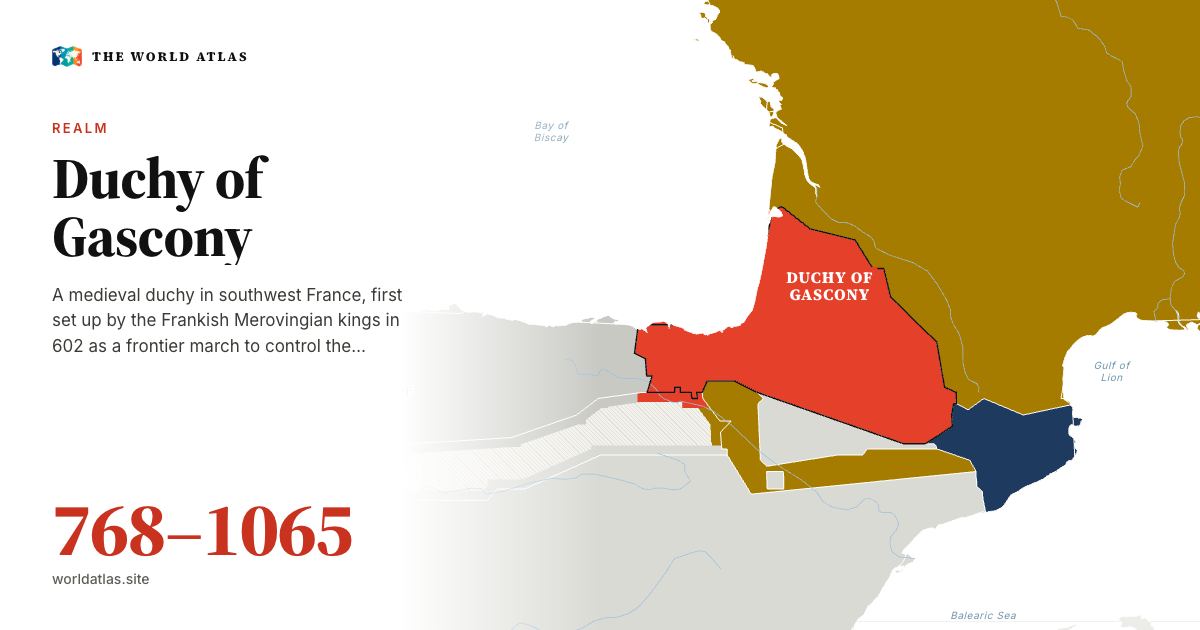 THE WORLD ATLAS
REALM
Duchy of
Gascony
A medieval duchy in southwest France, first
set up by the Frankish Merovingian kings in
602 as a frontier march to control the...
768–1065
worldatlas.site
Bay of
Biscay
DUCHY OF
GASCONY
Gulf of
Lion
Balearic Sea